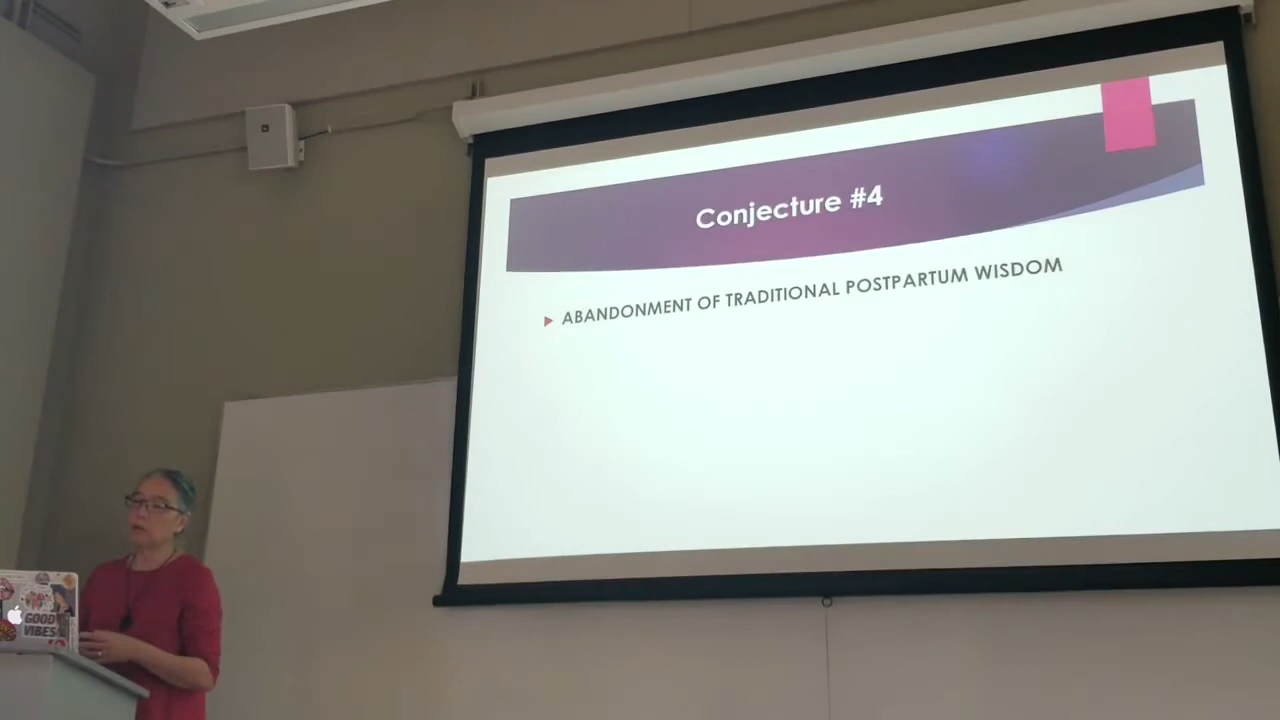 Conjecture #4
ABANDONMENT OF TRADITIONAL POSTPARTUM WISDOM
GOOD
VIBES